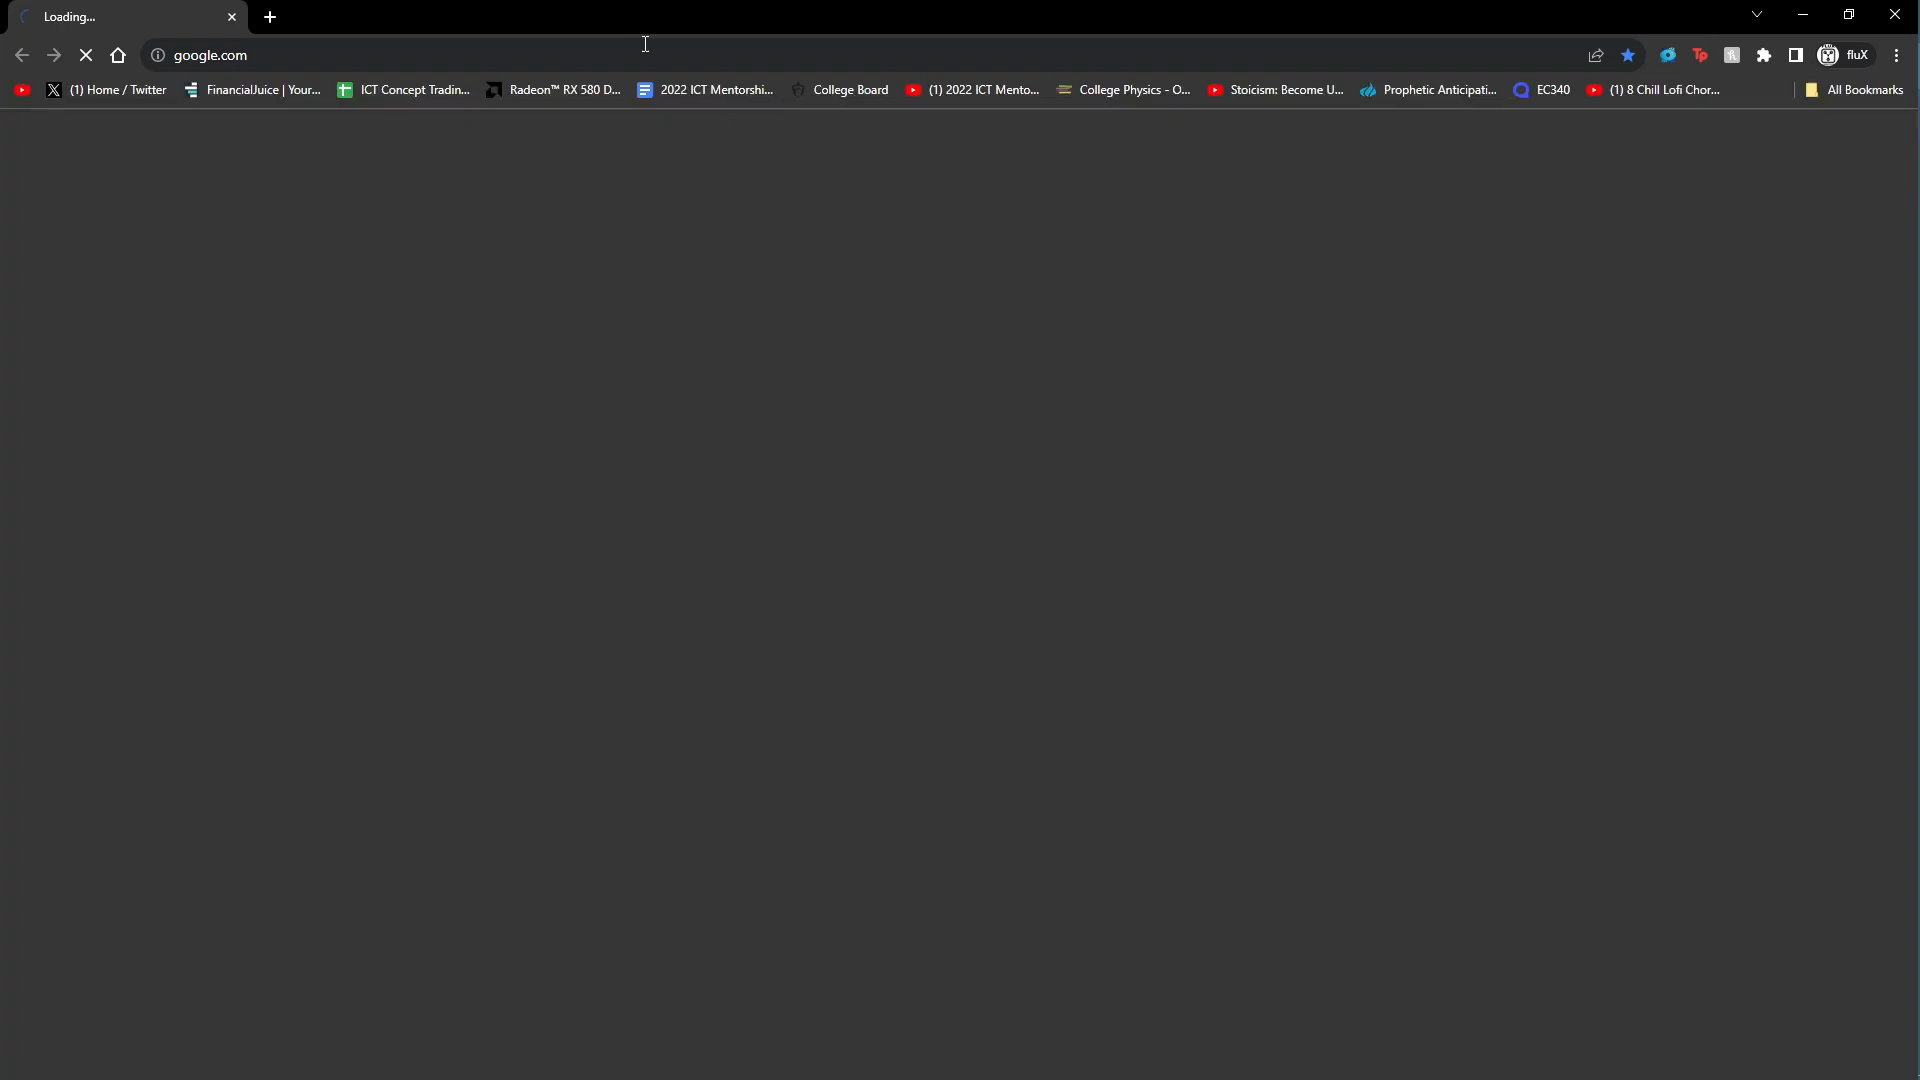 Loading...
google.com
fluX
(1) Home / Twitter
FinancialJuice | Your...
ICT Concept Tradin...
Radeon™ RX 580 D...
2022 ICT Mentorshi...
College Board
(1) 2022 ICT Mento...
College Physics - O...
Stoicism: Become U...
Prophetic Anticipati...
EC340
(1) 8 Chill Lofi Chor...
All Bookmarks